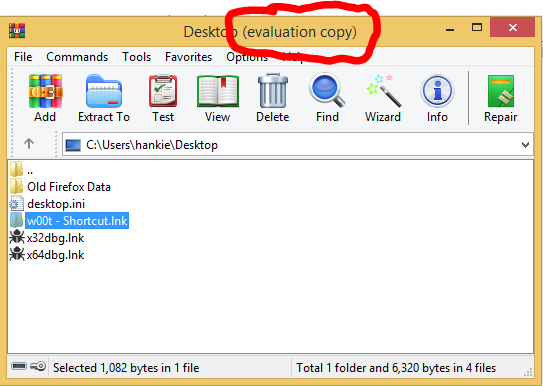 Desktop (evaluation copy)
File Commands Tools Favorites Options Help
Add Extract To Test View Delete Find Wizard Info Repair
C:\Users\hankie\Desktop
..
Old Firefox Data
desktop.ini
w00t - Shortcut.lnk
x32dbg.lnk
x64dbg.lnk
Selected 1,082 bytes in 1 file Total 1 folder and 6,320 bytes in 4 files